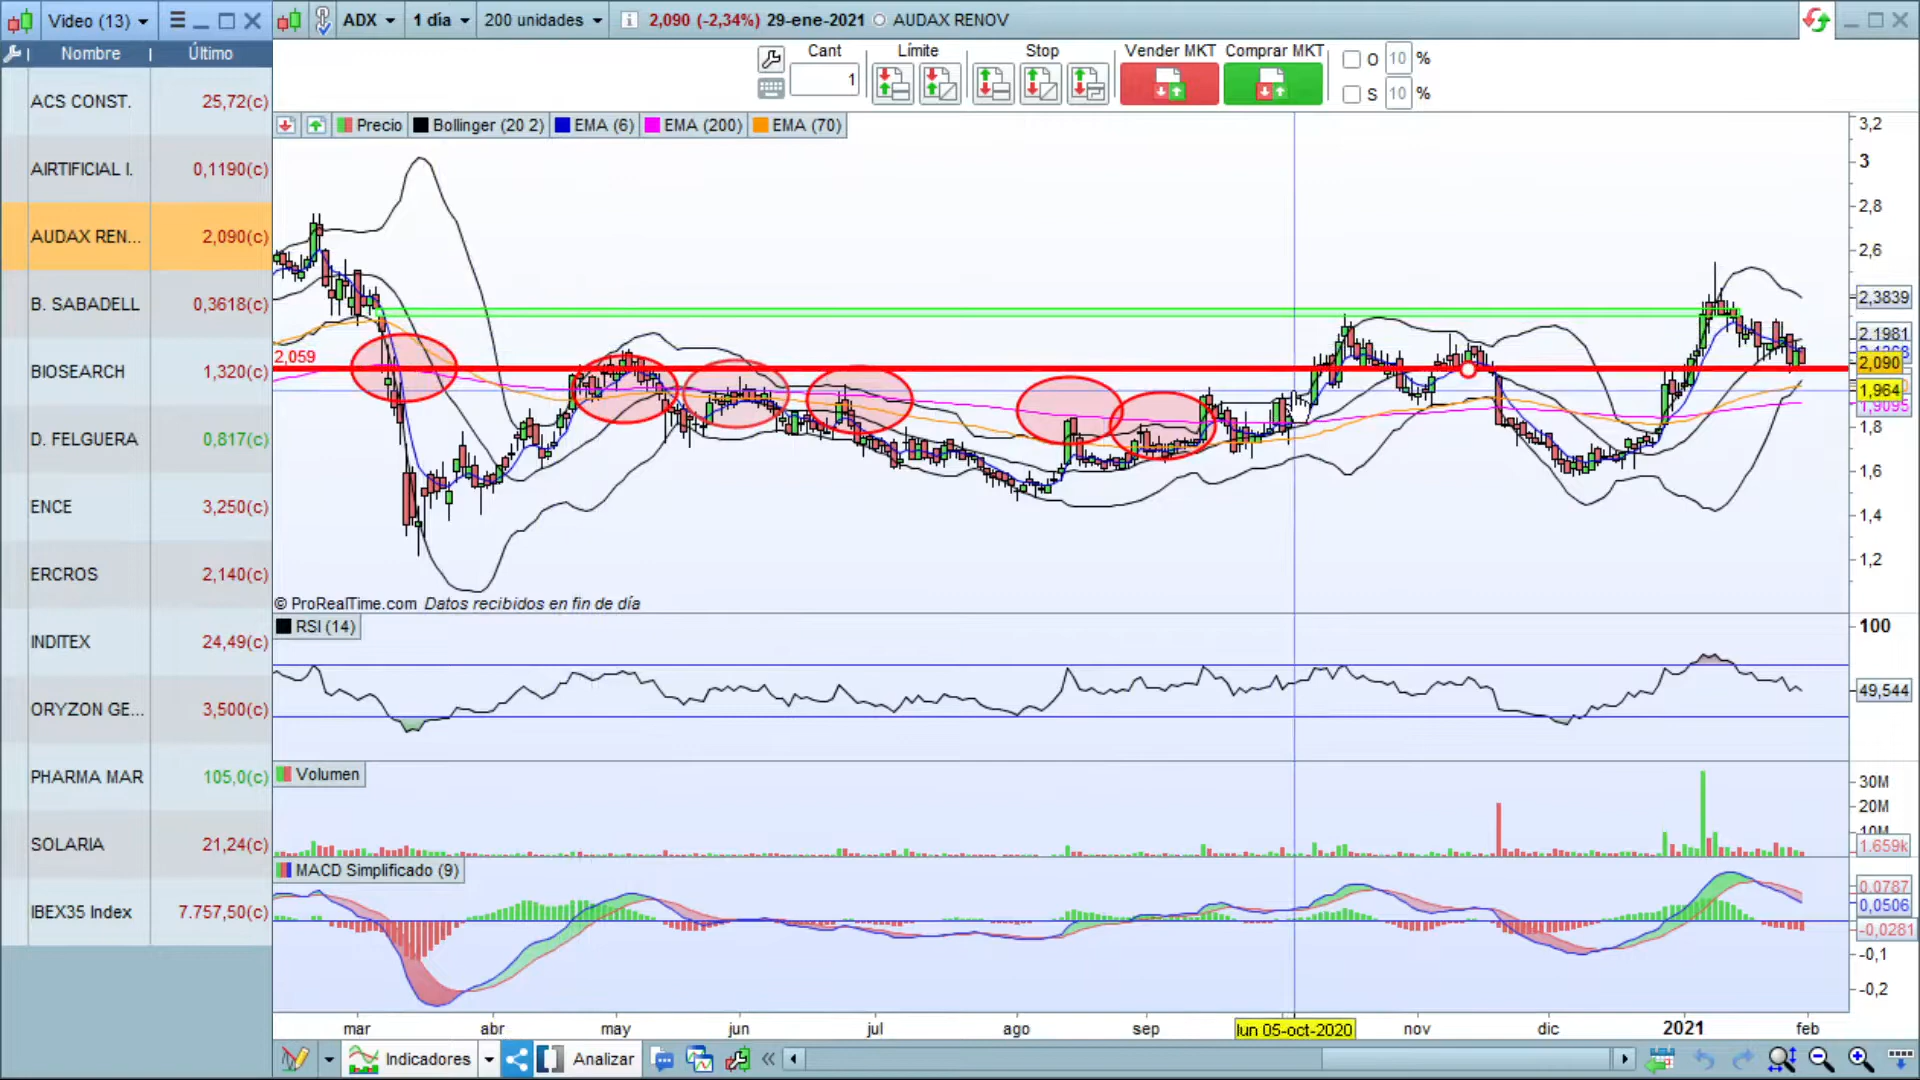 Video (13)
ADX
1 día
200 unidades
2,090 (-2,34%) 29-ene-2021
AUDAX RENOV
Nombre
Último
ACS CONST.
25,72(c)
AIRTIFICIAL I.
0,1190(c)
AUDAX REN...
2,090(c)
B. SABADELL
0,3618(c)
BIOSEARCH
1,320(c)
D. FELGUERA
0,817(c)
ENCE
3,250(c)
ERCROS
2,140(c)
INDITEX
24,49(c)
ORYZON GE...
3,500(c)
PHARMA MAR
105,0(c)
SOLARIA
21,24(c)
IBEX35 Index
7.757,50(c)
Cant
Límite
Stop
Vender MKT
Comprar MKT
1
O 10 %
S 10 %
Precio
Bollinger (20 2)
EMA (6)
EMA (200)
EMA (70)
3,2
3
2,8
2,6
2,3839
2,1981
2,090
1,964
1,9095
1,8
1,6
1,4
1,2
2,059
© ProRealTime.com Datos recibidos en fin de día
RSI (14)
100
49,544
Volumen
30M
20M
10M
1.659k
MACD Simplificado (9)
0,0787
0,0506
-0,0281
-0,1
-0,2
mar
abr
may
jun
jul
ago
sep
lun 05-oct-2020
nov
dic
2021
feb
Indicadores
Analizar